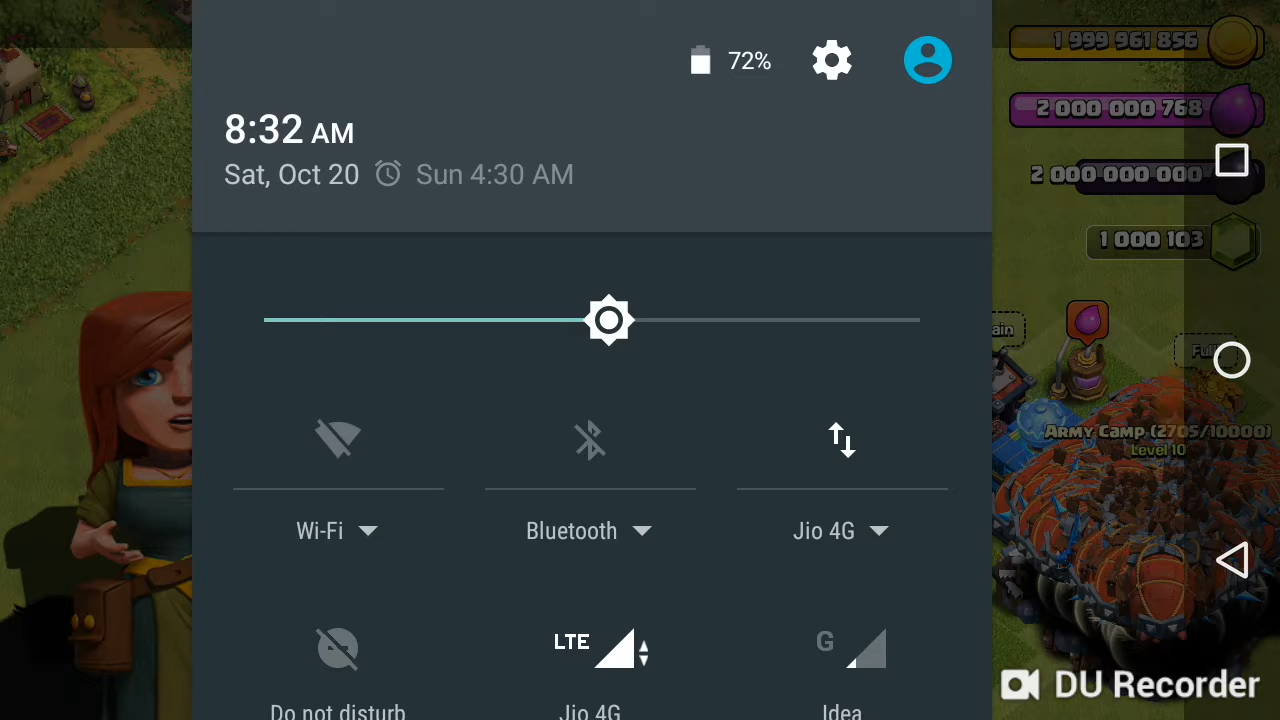 72%
8:32 AM
Sat, Oct 20 Sun 4:30 AM
Wi-Fi
Bluetooth
Jio 4G
Do not disturb
LTE
Jio 4G
G
Idea
1 999 961 856
2 000 000 768
2 000 000 000
1 000 103
ain
Full
Army Camp (2705/10000)
Level 10
DU Recorder